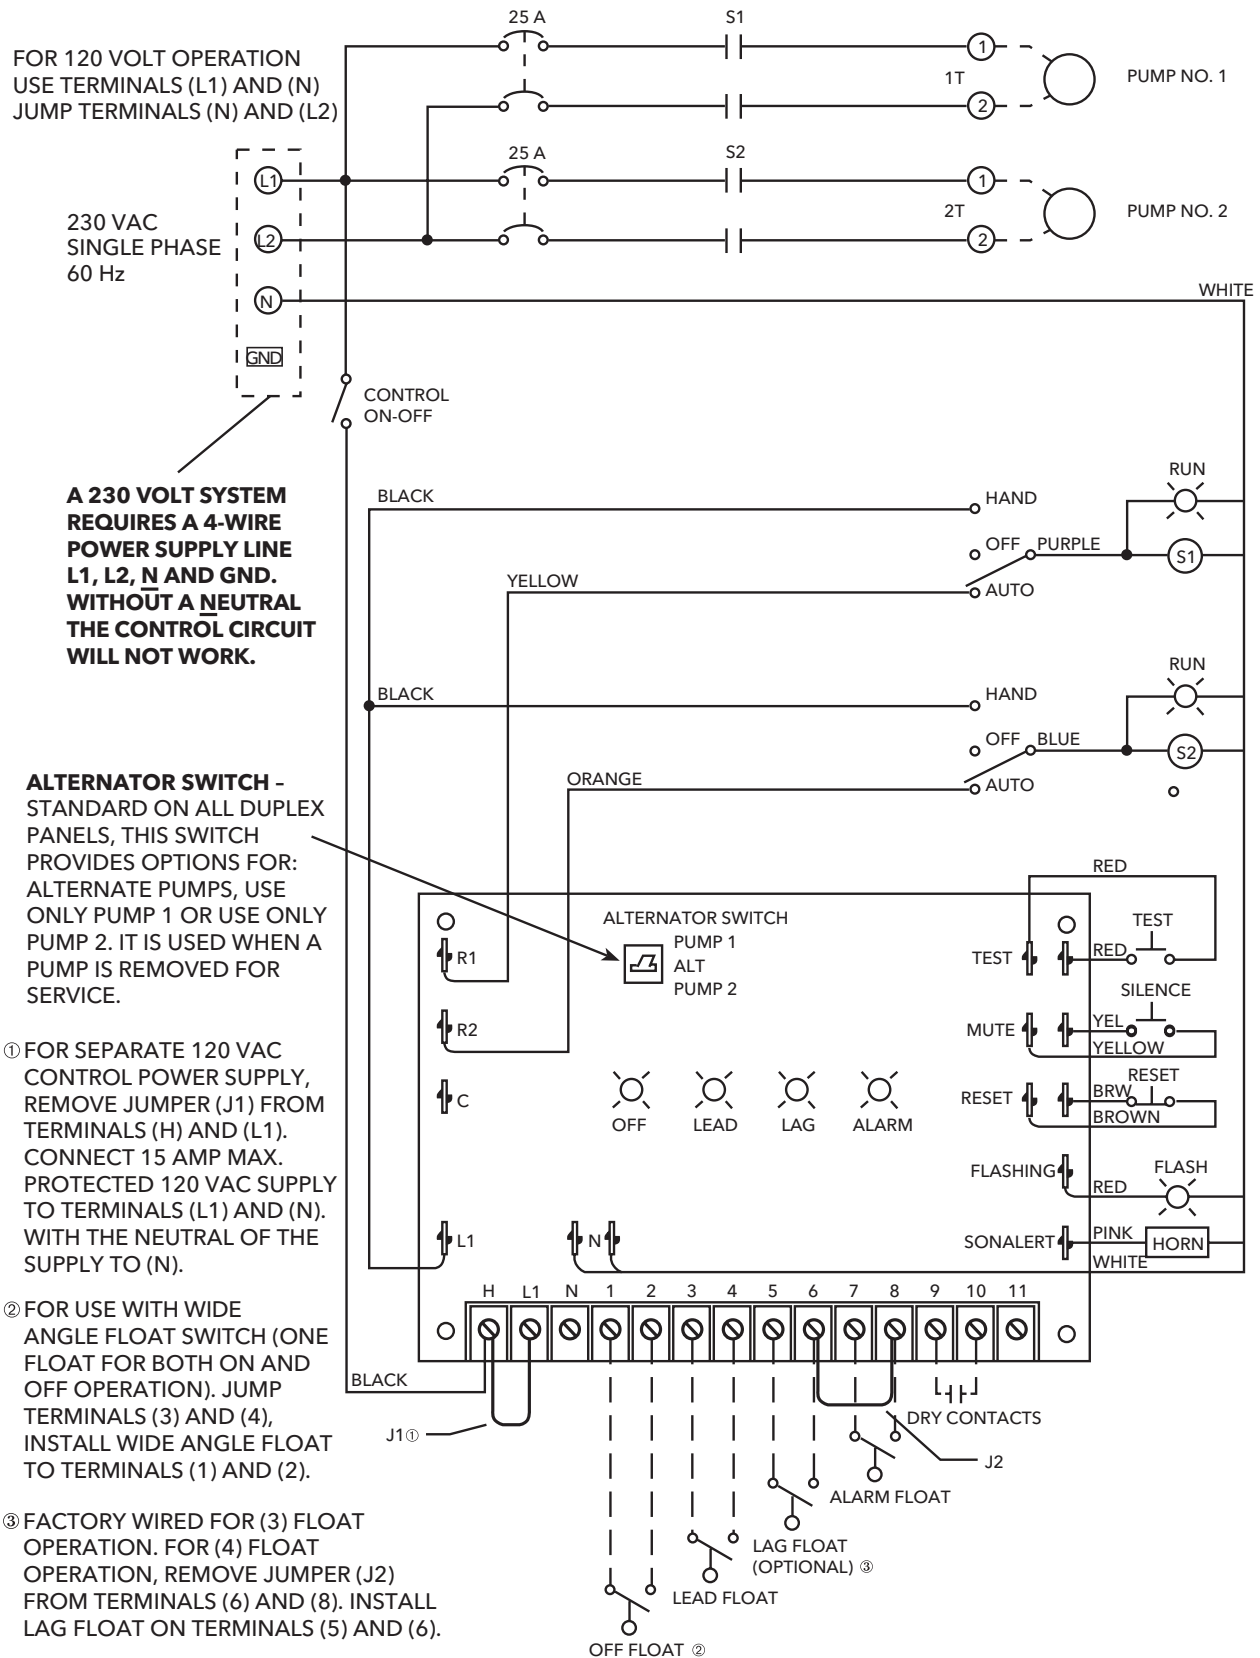 25 A
S1
FOR 120 VOLT OPERATION
USE TERMINALS (L1) AND (N)
JUMP TERMINALS (N) AND (L2)
1
1T
2
PUMP NO. 1
25 A
S2
L1
1
2T
L2
2
PUMP NO. 2
230 VAC
SINGLE PHASE
60 Hz
N
WHITE
GND
CONTROL
ON-OFF
A 230 VOLT SYSTEM
REQUIRES A 4-WIRE
POWER SUPPLY LINE
L1, L2, N AND GND.
WITHOUT A NEUTRAL
THE CONTROL CIRCUIT
WILL NOT WORK.
RUN
BLACK
HAND
OFF
PURPLE
S1
YELLOW
AUTO
RUN
BLACK
HAND
OFF
BLUE
S2
ORANGE
AUTO
ALTERNATOR SWITCH –
STANDARD ON ALL DUPLEX
PANELS, THIS SWITCH
PROVIDES OPTIONS FOR:
ALTERNATE PUMPS, USE
ONLY PUMP 1 OR USE ONLY
PUMP 2. IT IS USED WHEN A
PUMP IS REMOVED FOR
SERVICE.
ALTERNATOR SWITCH
PUMP 1
ALT
PUMP 2
R1
R2
C
L1
N
OFF
LEAD
LAG
ALARM
RED
TEST
TEST
RED
SILENCE
MUTE
YEL
YELLOW
RESET
RESET
BRW
BROWN
FLASHING
FLASH
RED
SONALERT
PINK
HORN
WHITE
① FOR SEPARATE 120 VAC
CONTROL POWER SUPPLY,
REMOVE JUMPER (J1) FROM
TERMINALS (H) AND (L1).
CONNECT 15 AMP MAX.
PROTECTED 120 VAC SUPPLY
TO TERMINALS (L1) AND (N).
WITH THE NEUTRAL OF THE
SUPPLY TO (N).
H L1 N 1 2 3 4 5 6 7 8 9 10 11
② FOR USE WITH WIDE
ANGLE FLOAT SWITCH (ONE
FLOAT FOR BOTH ON AND
OFF OPERATION). JUMP
TERMINALS (3) AND (4),
INSTALL WIDE ANGLE FLOAT
TO TERMINALS (1) AND (2).
BLACK
J1①
DRY CONTACTS
J2
ALARM FLOAT
LAG FLOAT
(OPTIONAL) ③
LEAD FLOAT
OFF FLOAT ②
③ FACTORY WIRED FOR (3) FLOAT
OPERATION. FOR (4) FLOAT
OPERATION, REMOVE JUMPER (J2)
FROM TERMINALS (6) AND (8). INSTALL
LAG FLOAT ON TERMINALS (5) AND (6).